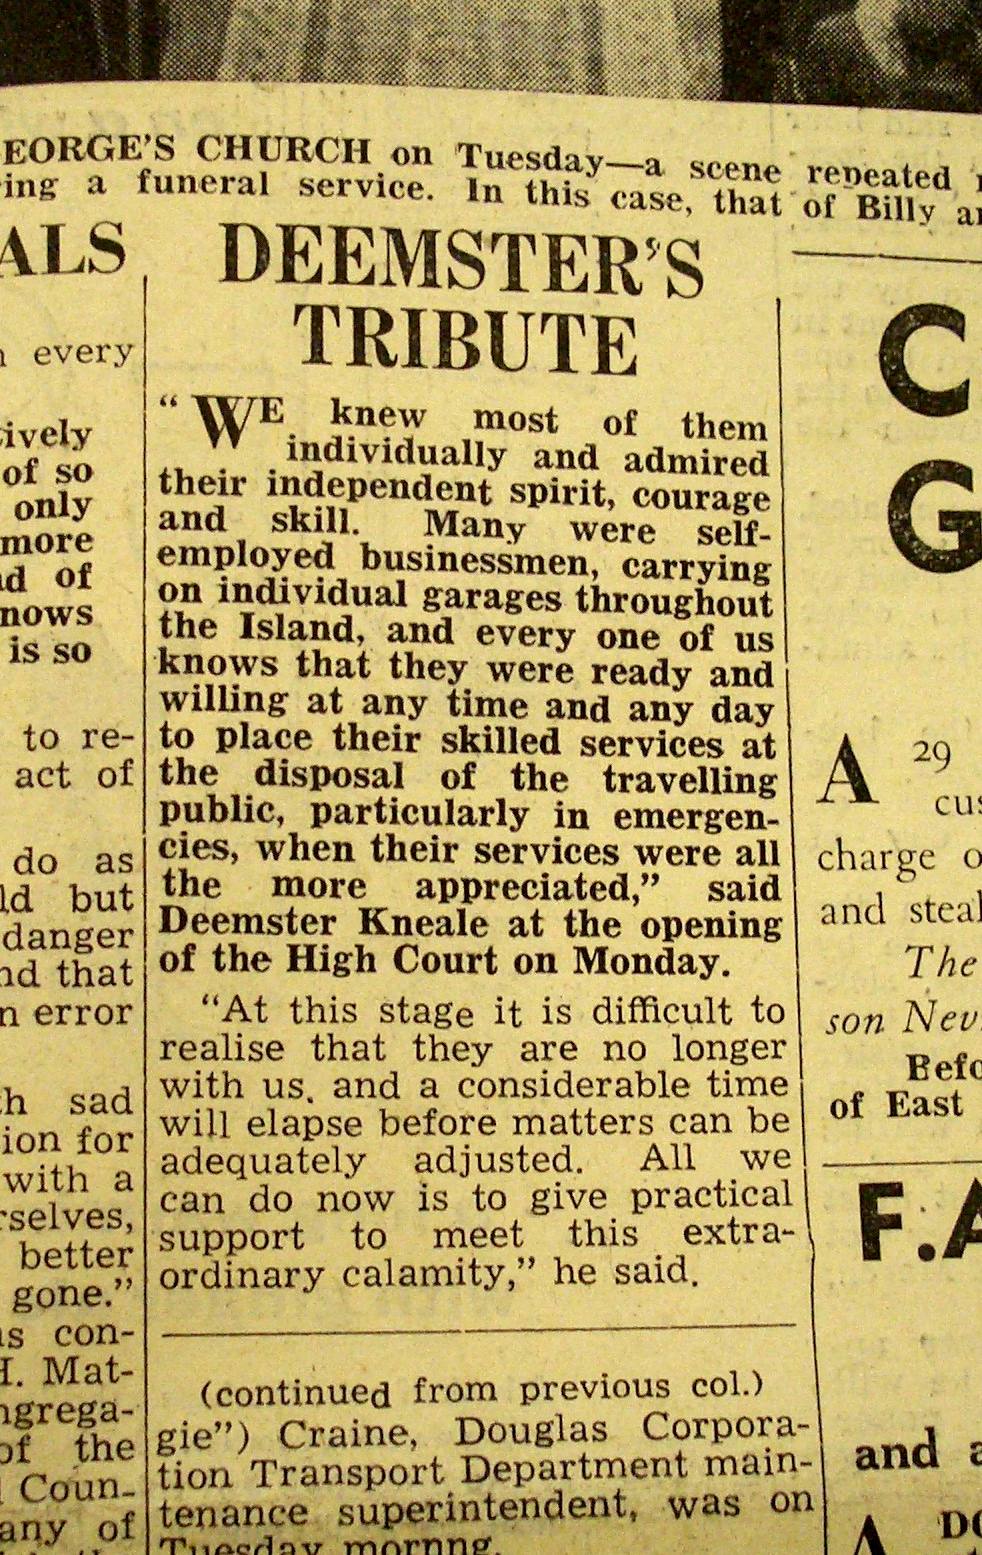 EORGE'S CHURCH on Tuesday—a scene repeated
ing a funeral service. In this case, that of Billy
ALS
every
ively
of so
only
more
of
nows
is so
to re-
act of
do as
but
danger
that
error
sad
ion for
with a
rselves,
better
gone."
con-
H. Mat-
ngrega-
of the
Coun-
any of
DEEMSTER'S
TRIBUTE
"WE knew most of them
individually and admired
their independent spirit, courage
and skill. Many were self-
employed businessmen, carrying
on individual garages throughout
the Island, and every one of us
knows that they were ready and
willing at any time and any day
to place their skilled services at
the disposal of the travelling
public, particularly in emergen-
cies, when their services were all
the more appreciated," said
Deemster Kneale at the opening
of the High Court on Monday.
"At this stage it is difficult to
realise that they are no longer
with us. and a considerable time
will elapse before matters can be
adequately adjusted. All we
can do now is to give practical
support to meet this extra-
ordinary calamity," he said.
(continued from previous col.)
gie") Craine, Douglas Corpora-
tion Transport Department main-
tenance superintendent, was on
Tuesday mornng.
C
G
A 29
cus
charge o
and steal
The
son Nev
Befo
of East
F.A
and a
A DO